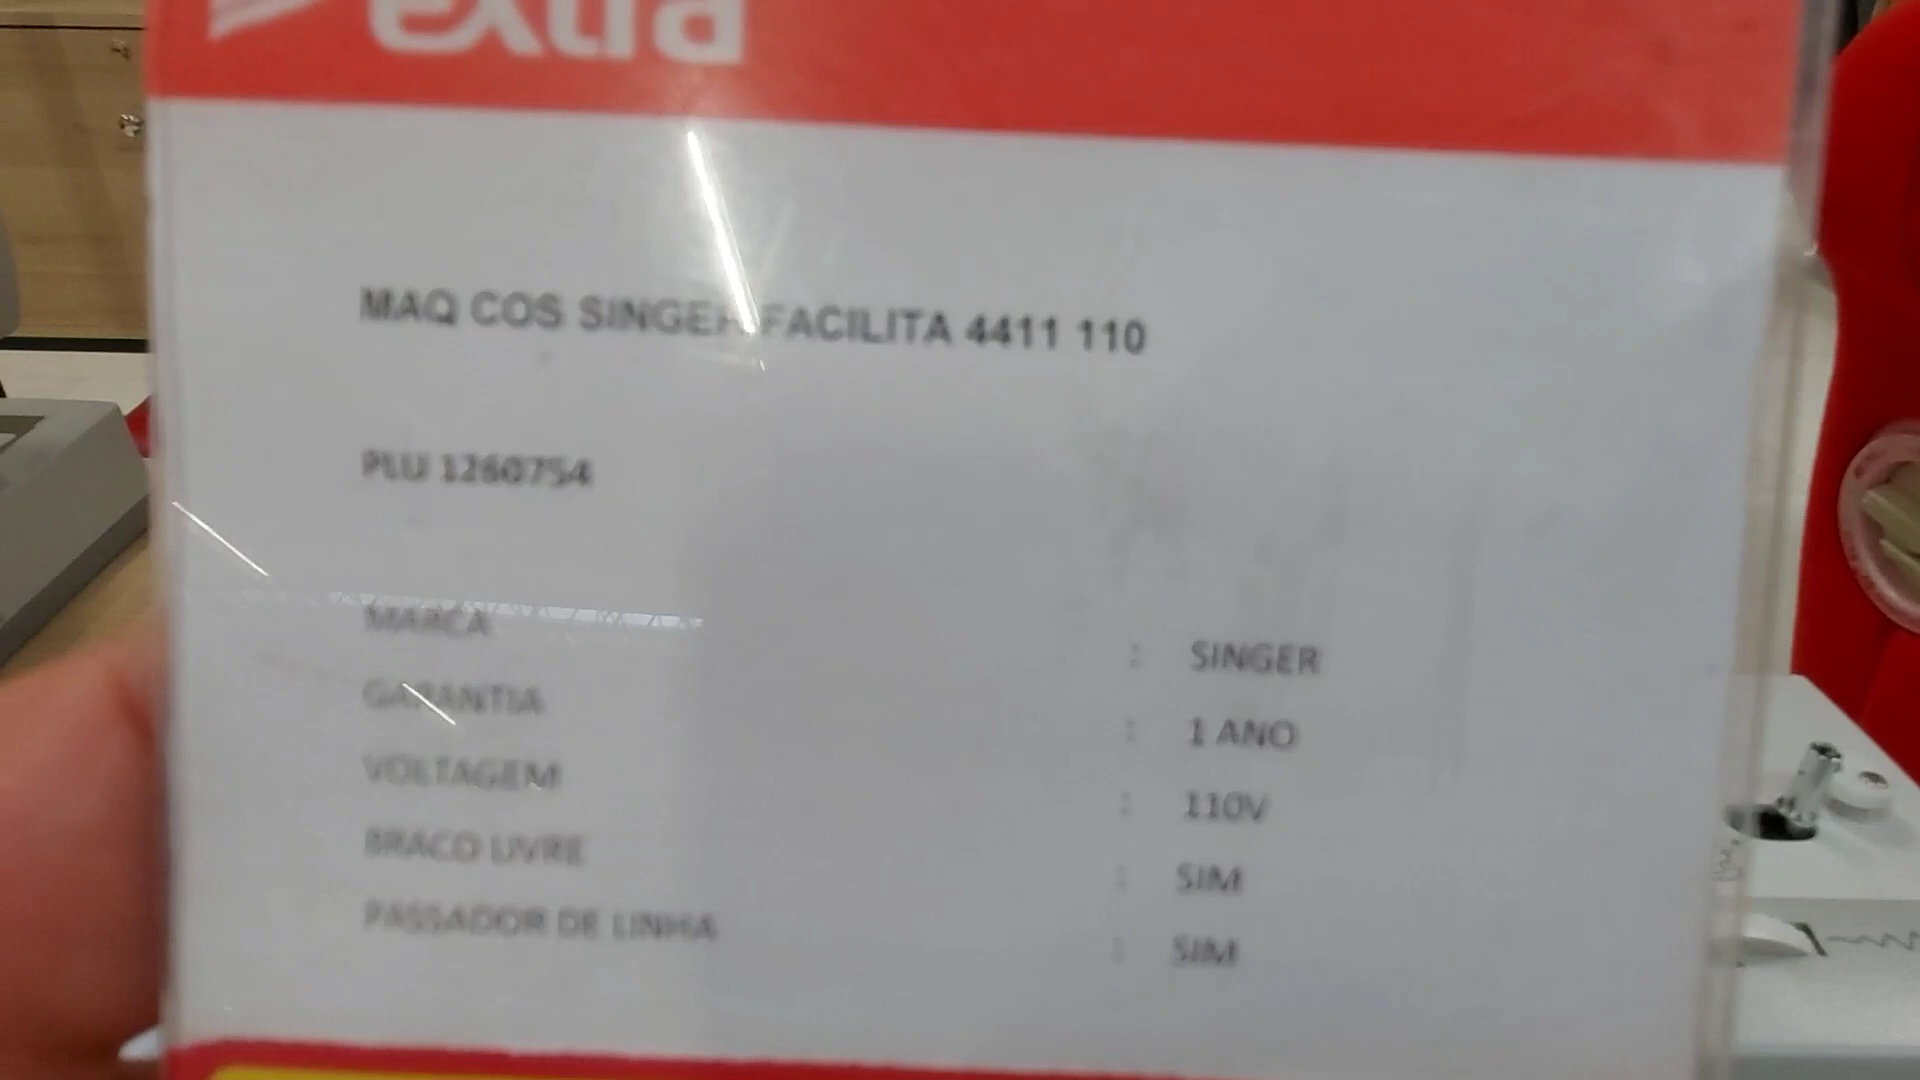 extra
MAQ COS SINGER FACILITA 4411 110
PLU 1260754
MARCA : SINGER
GARANTIA : 1 ANO
VOLTAGEM : 110V
BRACO LIVRE : SIM
PASSADOR DE LINHA : SIM